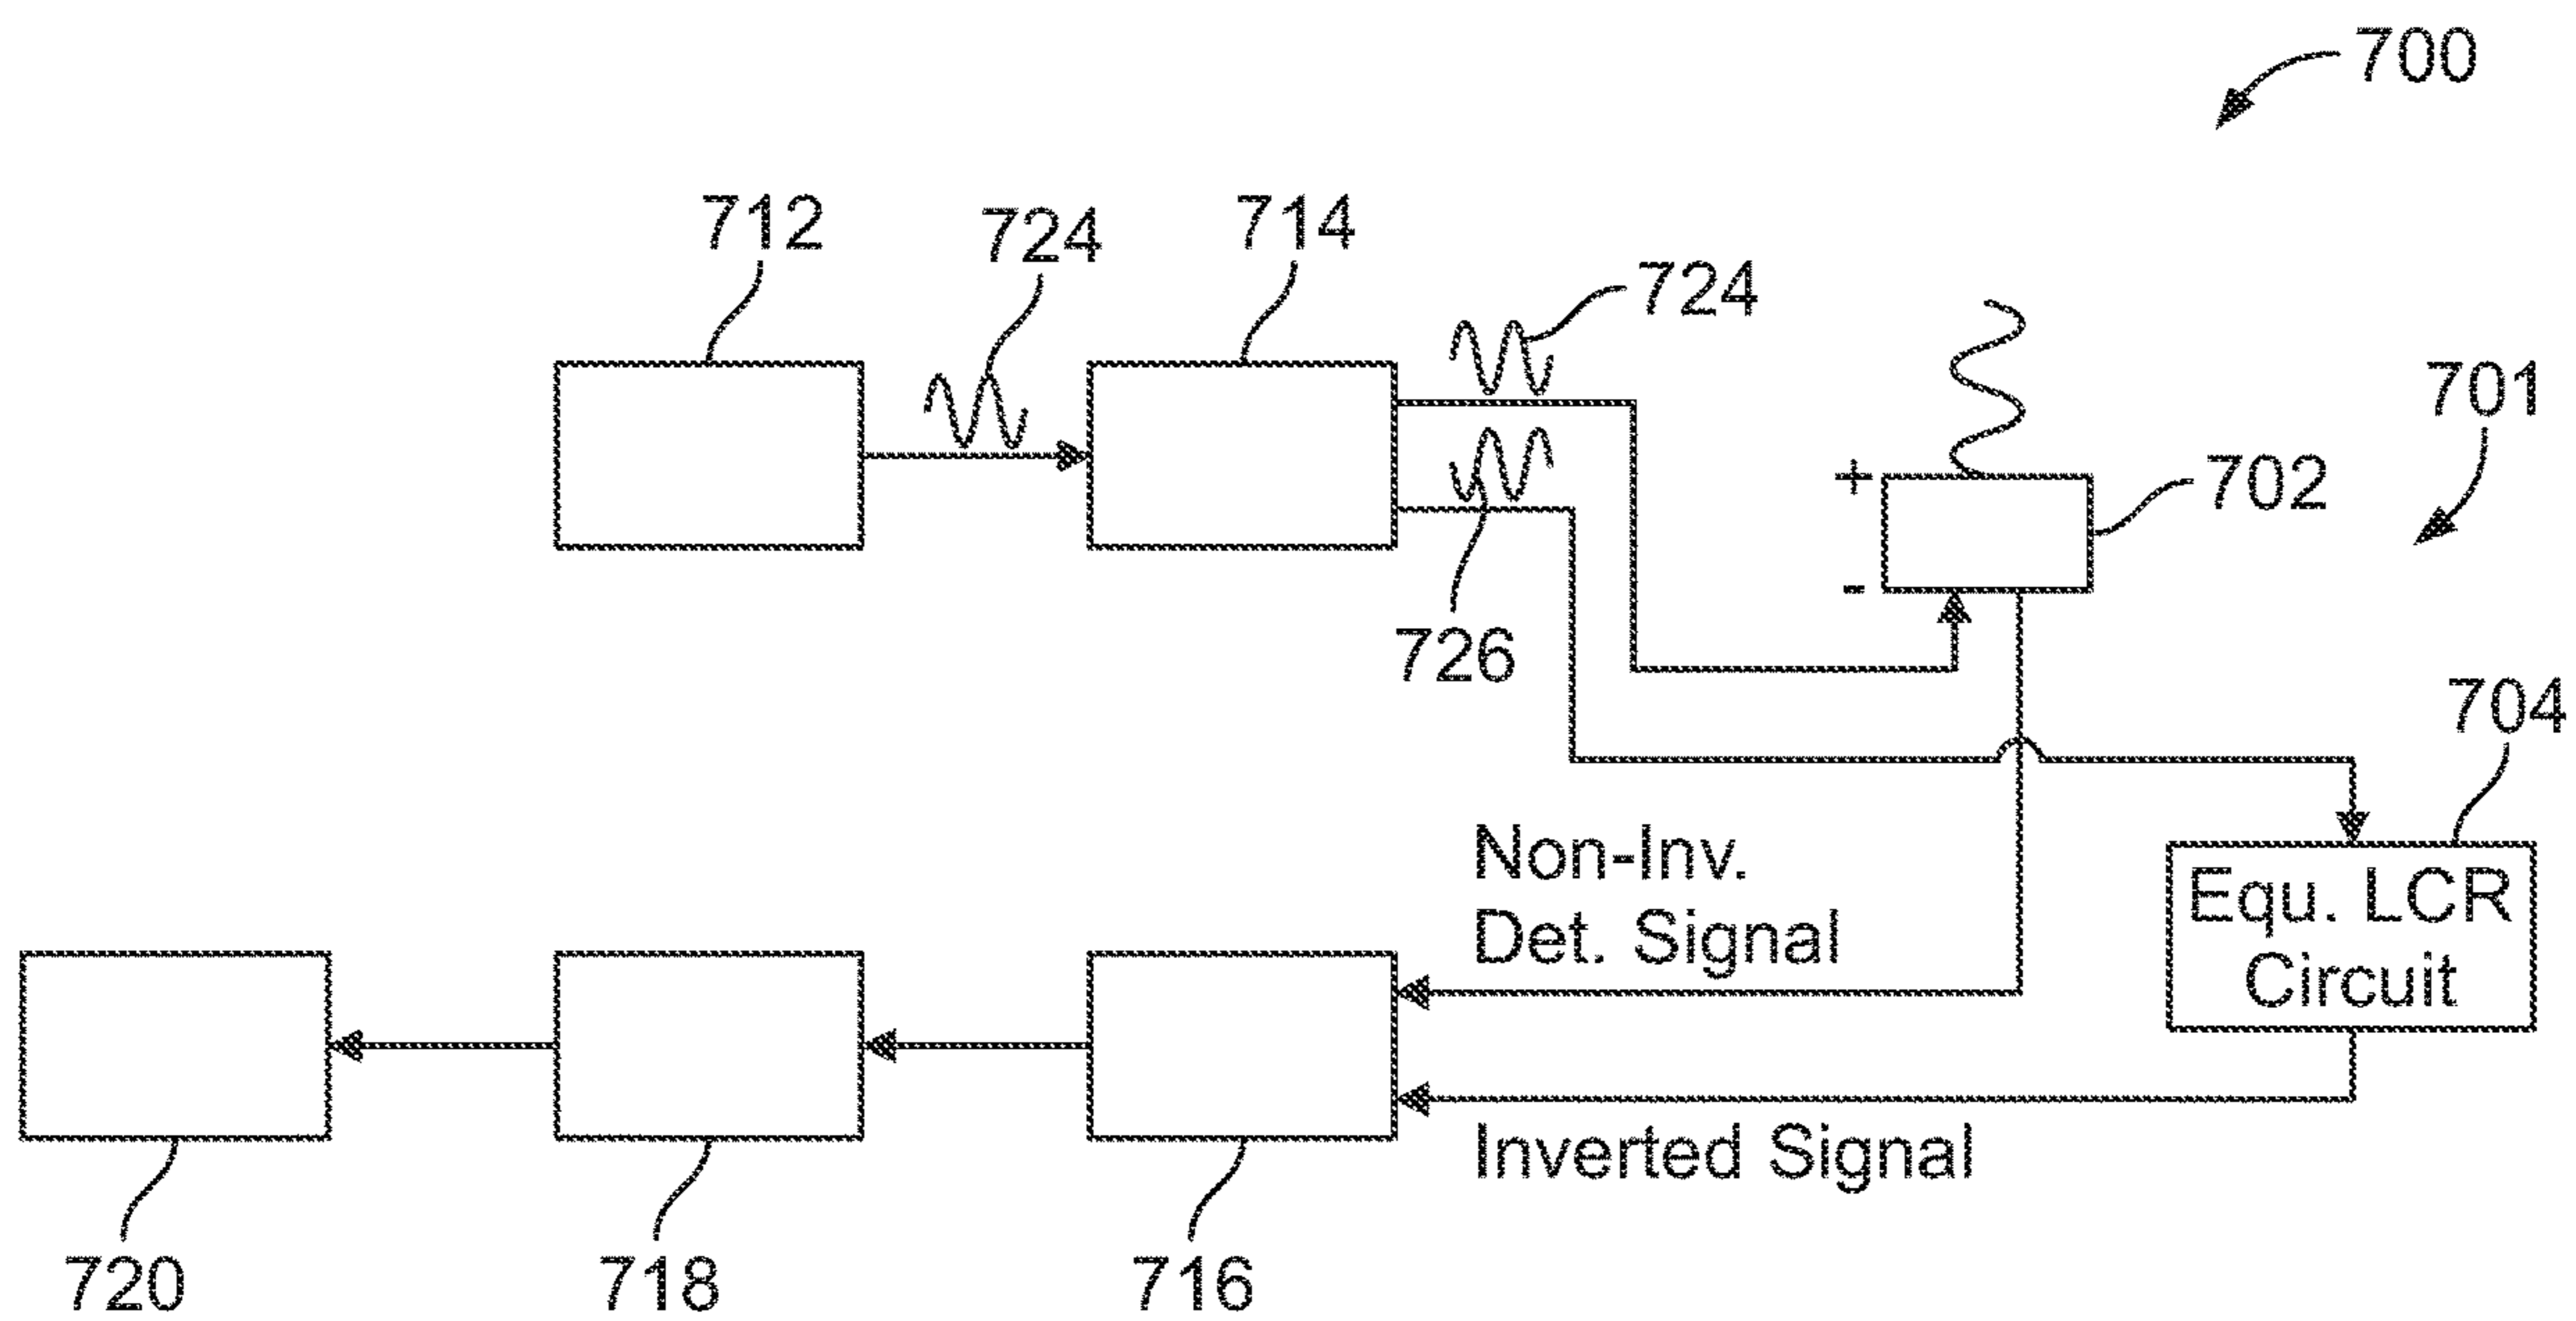 700
712
724
714
724
701
+
702
-
726
704
Non-Inv.
Det. Signal
Equ. LCR
Circuit
Inverted Signal
720
718
716